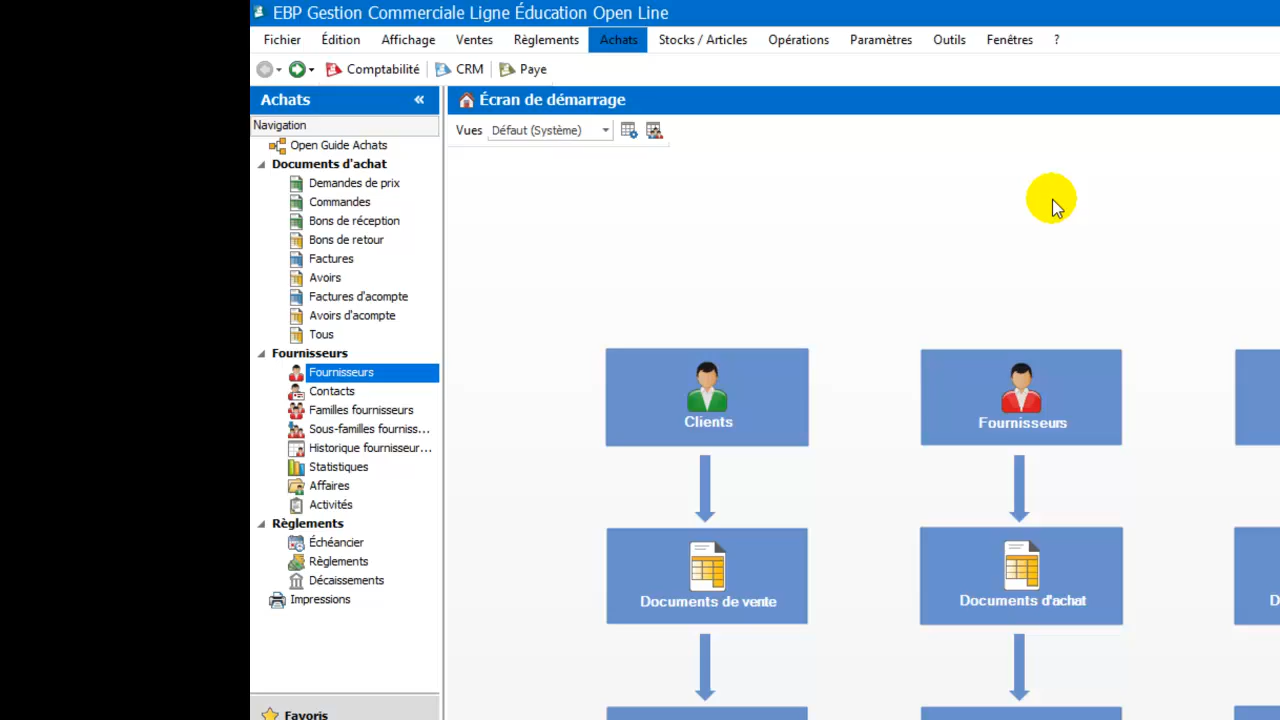 EBP Gestion Commerciale Ligne Éducation Open Line
Fichier Édition Affichage Ventes Règlements Achats Stocks / Articles Opérations Paramètres Outils Fenêtres ?
Comptabilité CRM Paye
Achats «
Écran de démarrage
Navigation
Vues Défaut (Système)
Open Guide Achats
Documents d'achat
Demandes de prix
Commandes
Bons de réception
Bons de retour
Factures
Avoirs
Factures d'acompte
Avoirs d'acompte
Tous
Fournisseurs
Fournisseurs
Contacts
Familles fournisseurs
Sous-familles fourniss...
Historique fournisseur...
Statistiques
Affaires
Activités
Règlements
Échéancier
Règlements
Décaissements
Impressions
Favoris
Clients
Fournisseurs
Documents de vente
Documents d'achat
D